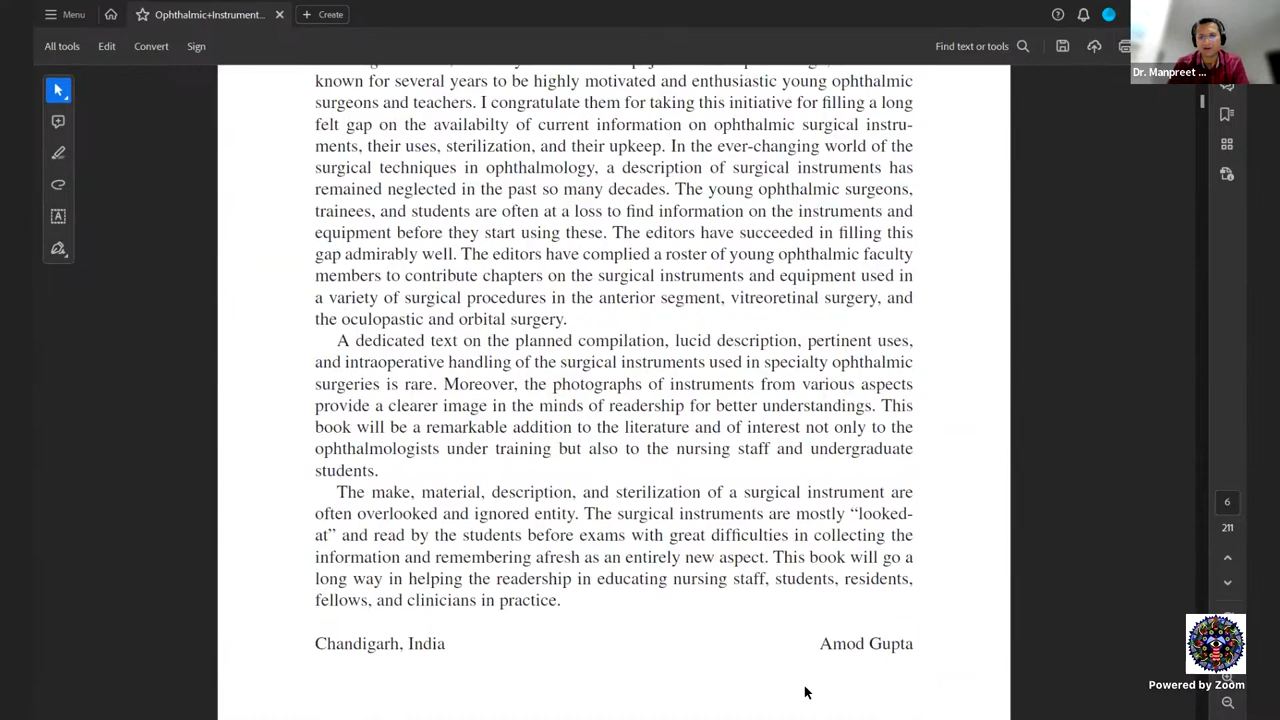 Menu
Ophthalmic+Instrument...
Create
All tools
Edit
Convert
Sign
Find text or tools
Dr. Manpreet ...
known for several years to be highly motivated and enthusiastic young ophthalmic
surgeons and teachers. I congratulate them for taking this initiative for filling a long
felt gap on the availabilty of current information on ophthalmic surgical instru-
ments, their uses, sterilization, and their upkeep. In the ever-changing world of the
surgical techniques in ophthalmology, a description of surgical instruments has
remained neglected in the past so many decades. The young ophthalmic surgeons,
trainees, and students are often at a loss to find information on the instruments and
equipment before they start using these. The editors have succeeded in filling this
gap admirably well. The editors have complied a roster of young ophthalmic faculty
members to contribute chapters on the surgical instruments and equipment used in
a variety of surgical procedures in the anterior segment, vitreoretinal surgery, and
the oculopastic and orbital surgery.
A dedicated text on the planned compilation, lucid description, pertinent uses,
and intraoperative handling of the surgical instruments used in specialty ophthalmic
surgeries is rare. Moreover, the photographs of instruments from various aspects
provide a clearer image in the minds of readership for better understandings. This
book will be a remarkable addition to the literature and of interest not only to the
ophthalmologists under training but also to the nursing staff and undergraduate
students.
The make, material, description, and sterilization of a surgical instrument are
often overlooked and ignored entity. The surgical instruments are mostly “looked-
at” and read by the students before exams with great difficulties in collecting the
information and remembering afresh as an entirely new aspect. This book will go a
long way in helping the readership in educating nursing staff, students, residents,
fellows, and clinicians in practice.
Chandigarh, India
Amod Gupta
6
211
Powered by Zoom